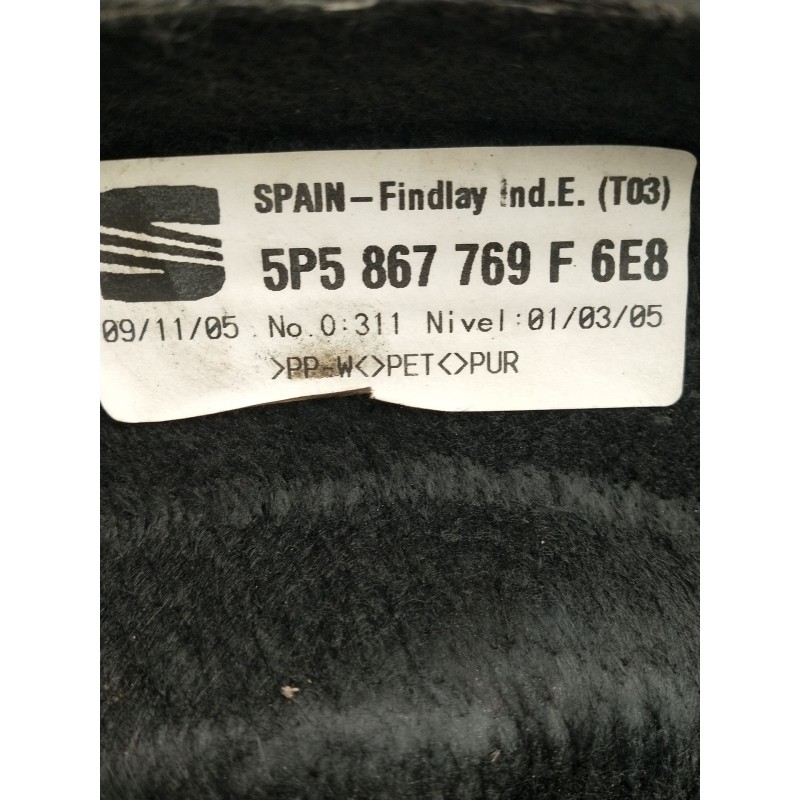 SPAIN-Findlay Ind.E. (T03)
5P5 867 769 F 6E8
09/11/05 No.O:311 Nivel:01/03/05
>PP-W<>PET<>PUR